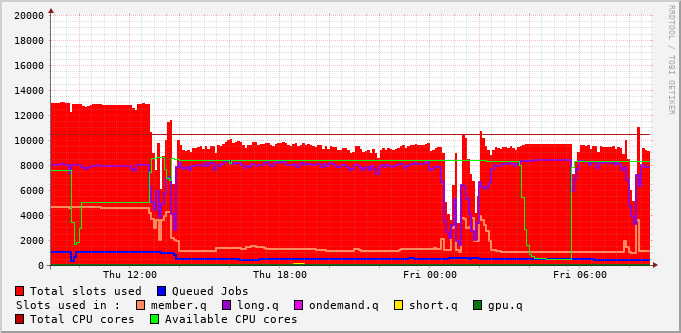 20000
18000
16000
14000
12000
10000
8000
6000
4000
2000
0
Thu 12:00 Thu 18:00 Fri 00:00 Fri 06:00
RRDTOOL / TOBI OETIKER
Total slots used Queued Jobs
Slots used in : member.q long.q ondemand.q short.q gpu.q
Total CPU cores Available CPU cores